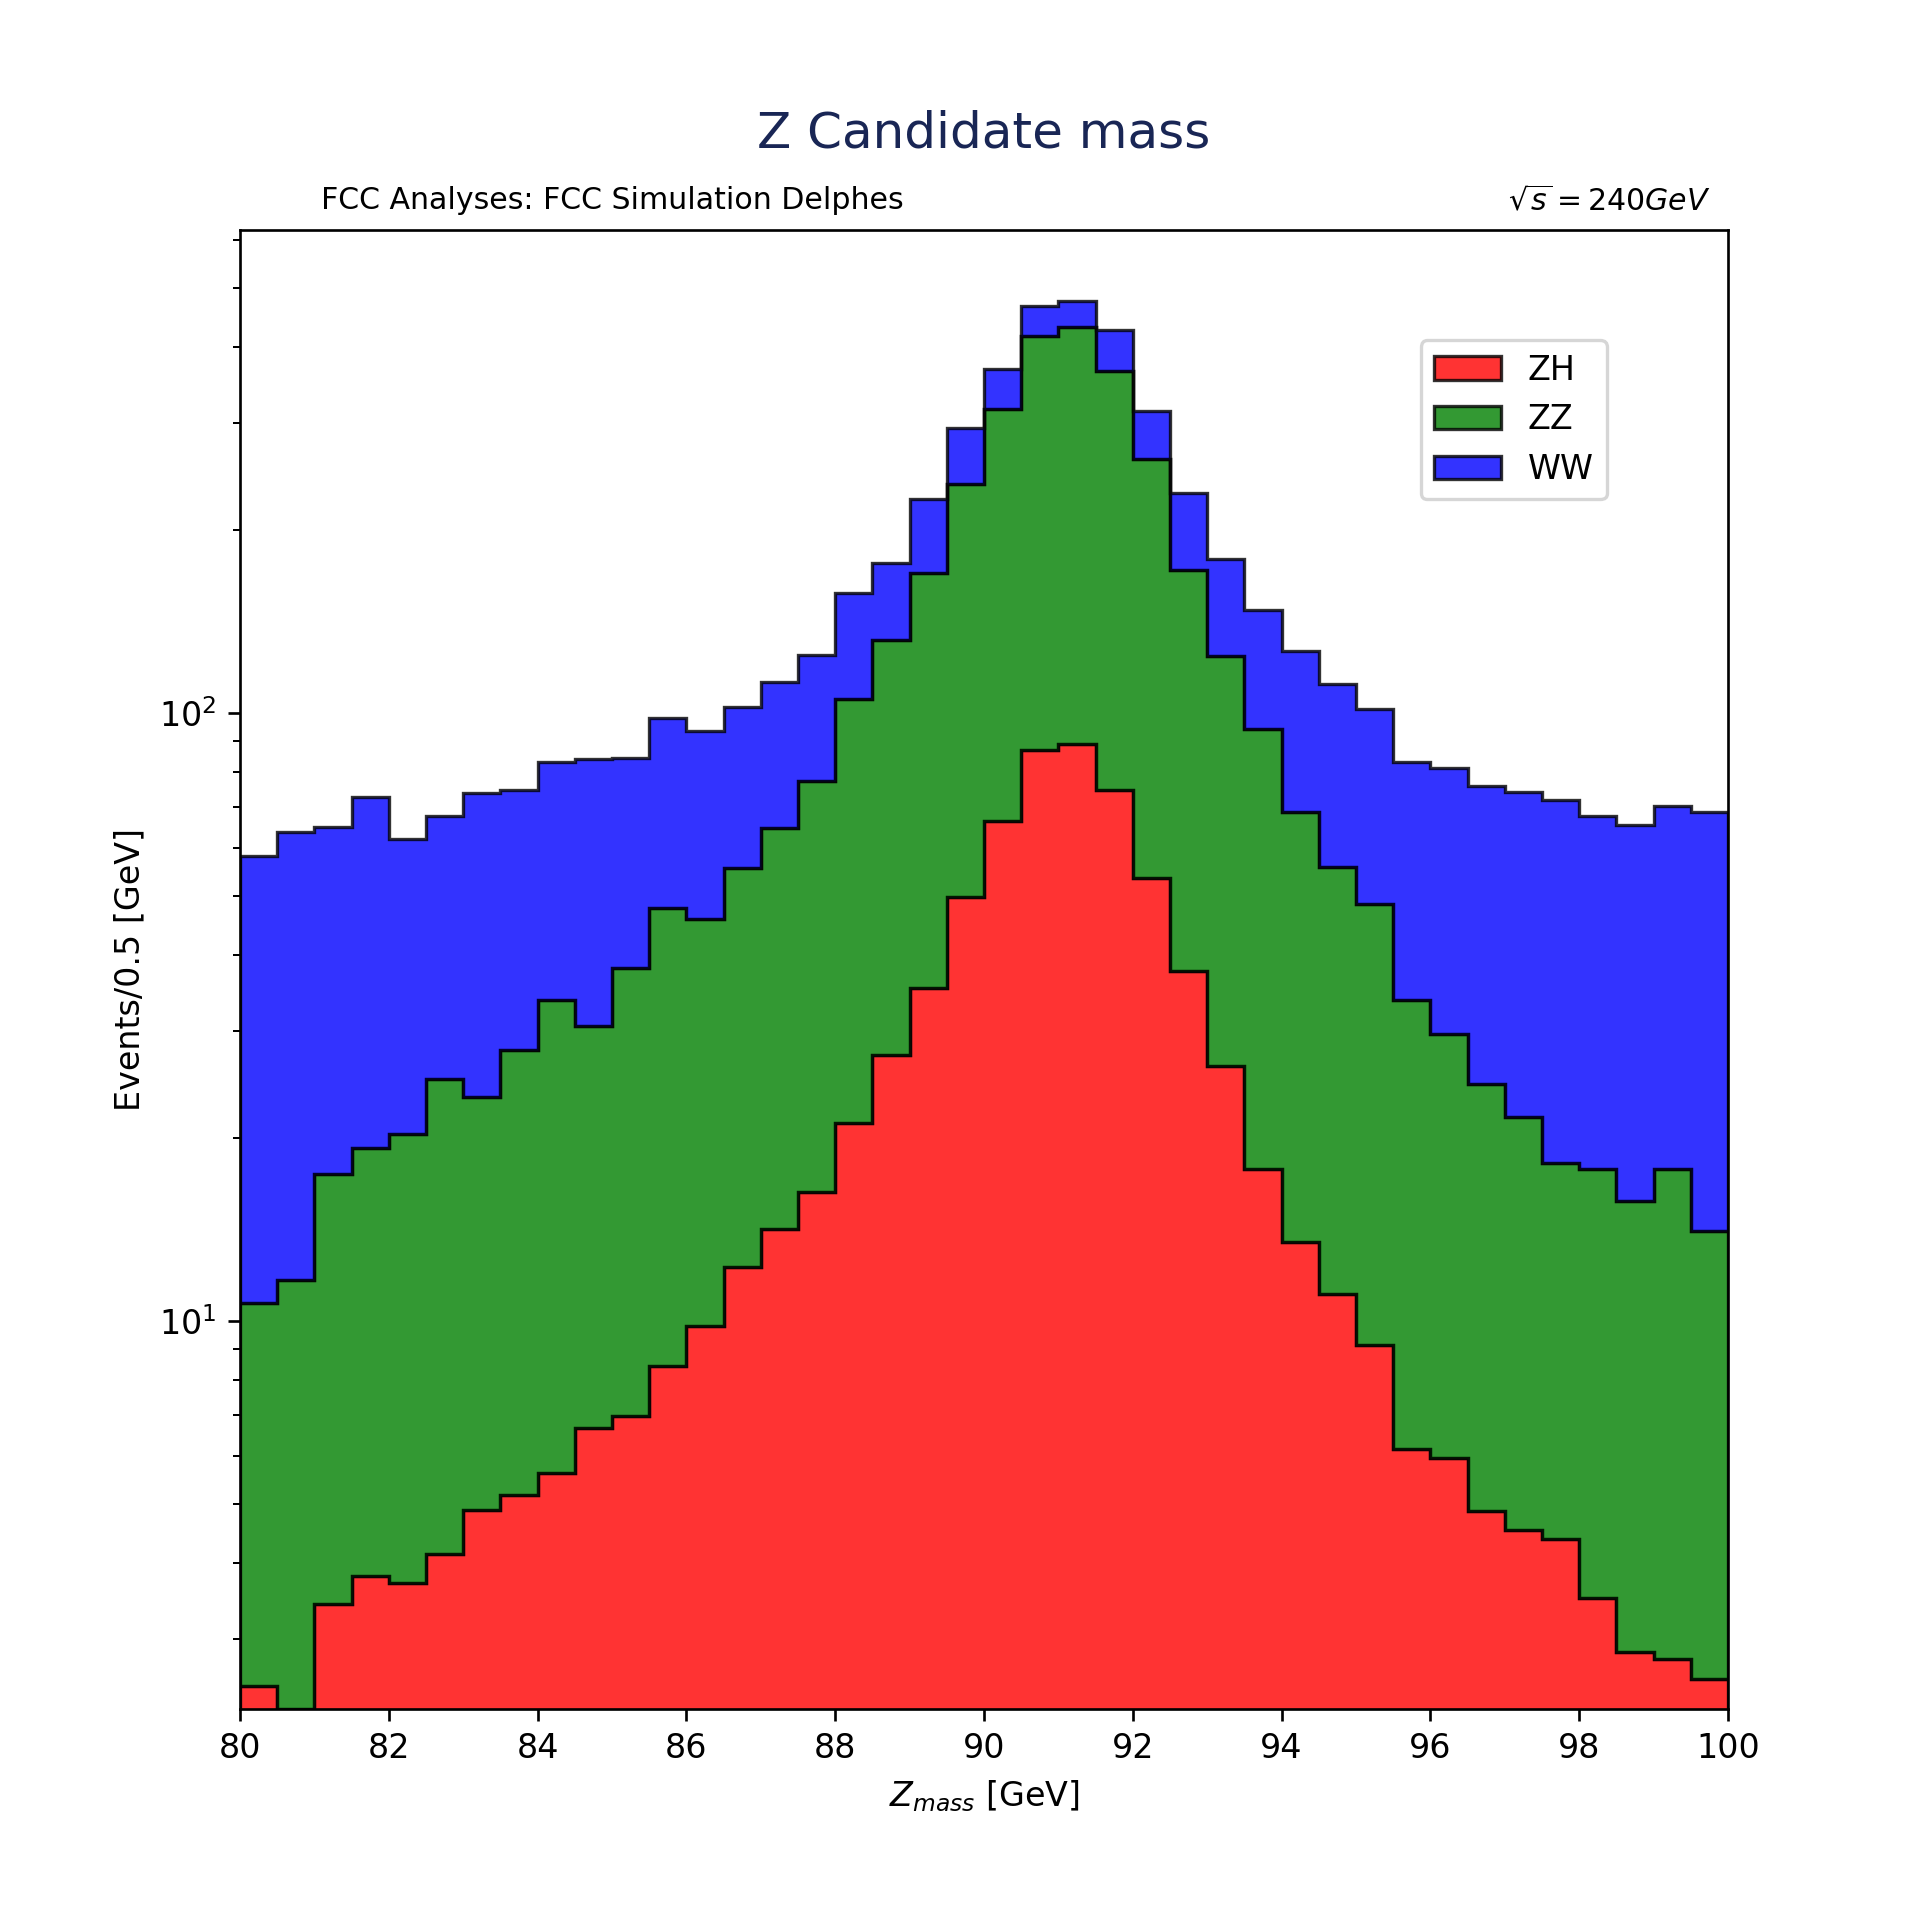 Z Candidate mass
FCC Analyses: FCC Simulation Delphes
√s = 240GeV
ZH
ZZ
WW
10²
10¹
Events/0.5 [GeV]
80 82 84 86 88 90 92 94 96 98 100
Z_mass [GeV]